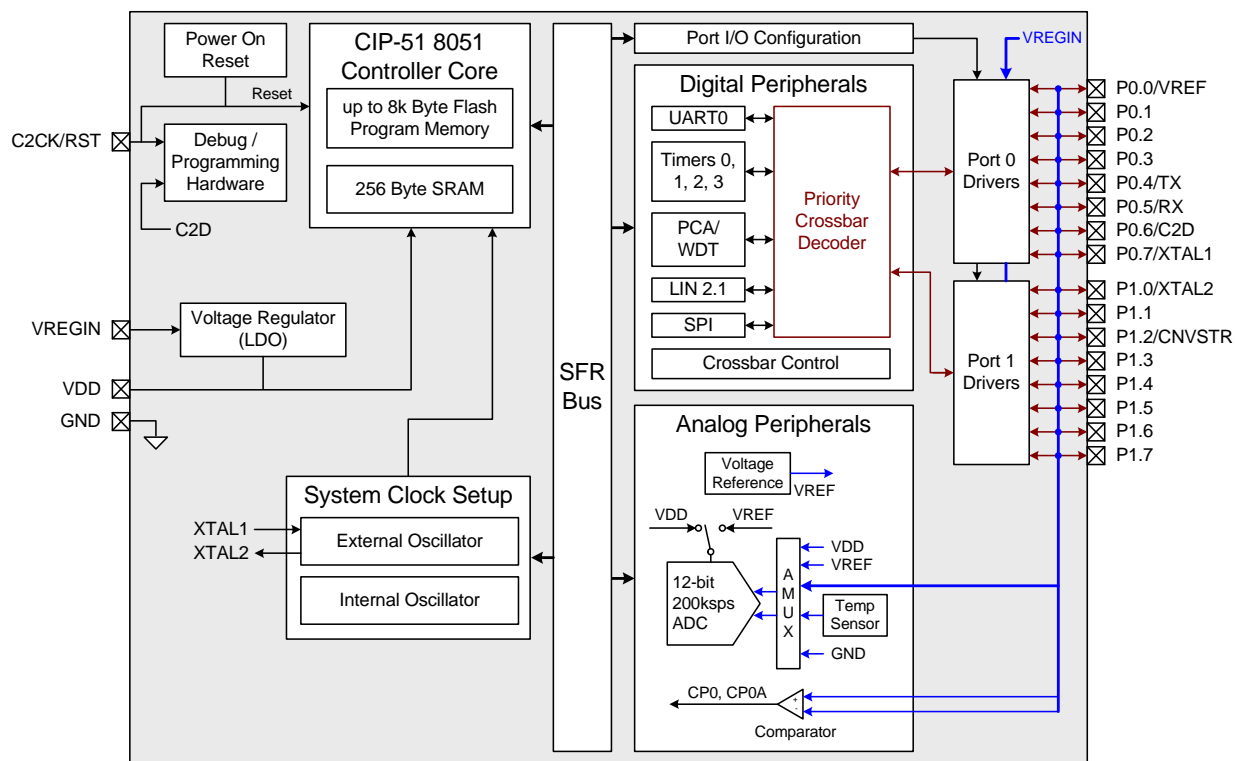 Power On
Reset
Reset
C2CK/RST
Debug /
Programming
Hardware
C2D
CIP-51 8051
Controller Core
up to 8k Byte Flash
Program Memory
256 Byte SRAM
VREGIN
Voltage Regulator
(LDO)
VDD
GND
System Clock Setup
XTAL1
XTAL2
External Oscillator
Internal Oscillator
SFR
Bus
Port I/O Configuration
Digital Peripherals
UART0
Timers 0,
1, 2, 3
PCA/
WDT
LIN 2.1
SPI
Priority
Crossbar
Decoder
Crossbar Control
Analog Peripherals
Voltage
Reference
VREF
VDD
VREF
12-bit
200ksps
ADC
A
M
U
X
VDD
VREF
Temp
Sensor
GND
CP0, CP0A
+
-
Comparator
VREGIN
Port 0
Drivers
Port 1
Drivers
P0.0/VREF
P0.1
P0.2
P0.3
P0.4/TX
P0.5/RX
P0.6/C2D
P0.7/XTAL1
P1.0/XTAL2
P1.1
P1.2/CNVSTR
P1.3
P1.4
P1.5
P1.6
P1.7